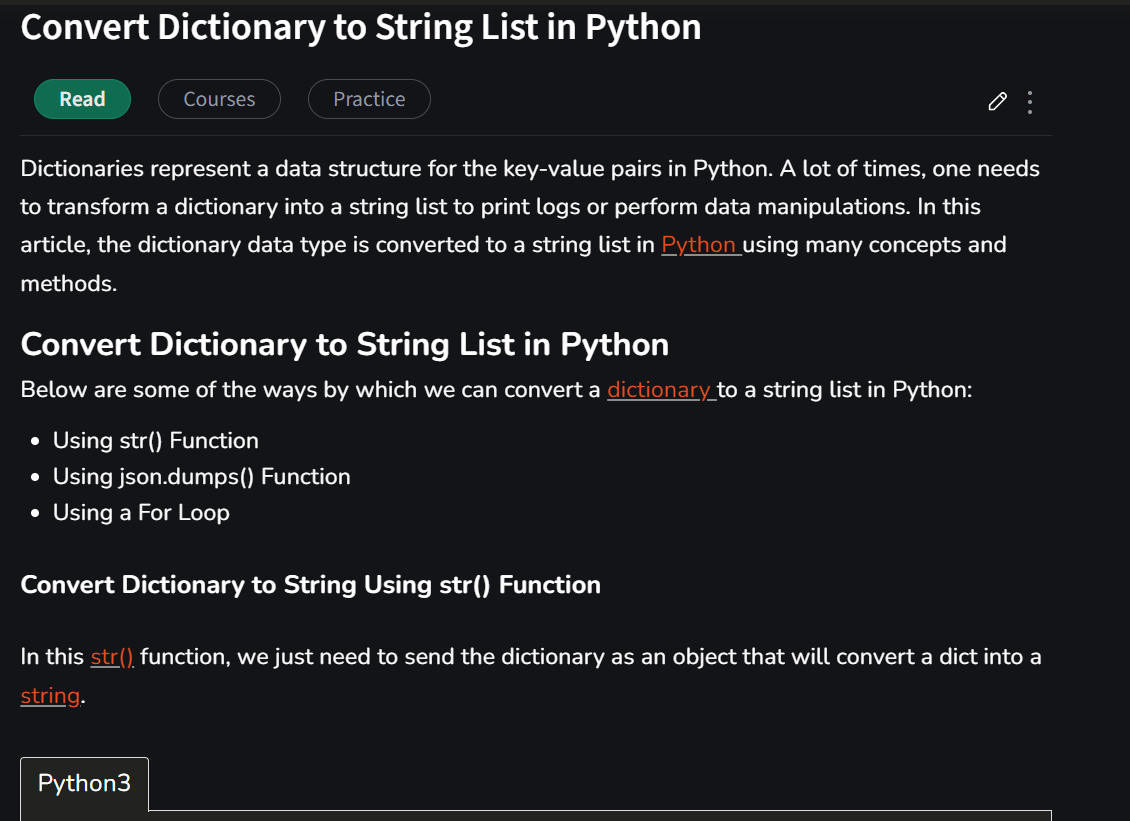 Convert Dictionary to String List in Python
Read Courses Practice
Dictionaries represent a data structure for the key-value pairs in Python. A lot of times, one needs
to transform a dictionary into a string list to print logs or perform data manipulations. In this
article, the dictionary data type is converted to a string list in Python using many concepts and
methods.
Convert Dictionary to String List in Python
Below are some of the ways by which we can convert a dictionary to a string list in Python:
• Using str() Function
• Using json.dumps() Function
• Using a For Loop
Convert Dictionary to String Using str() Function
In this str() function, we just need to send the dictionary as an object that will convert a dict into a
string.
Python3